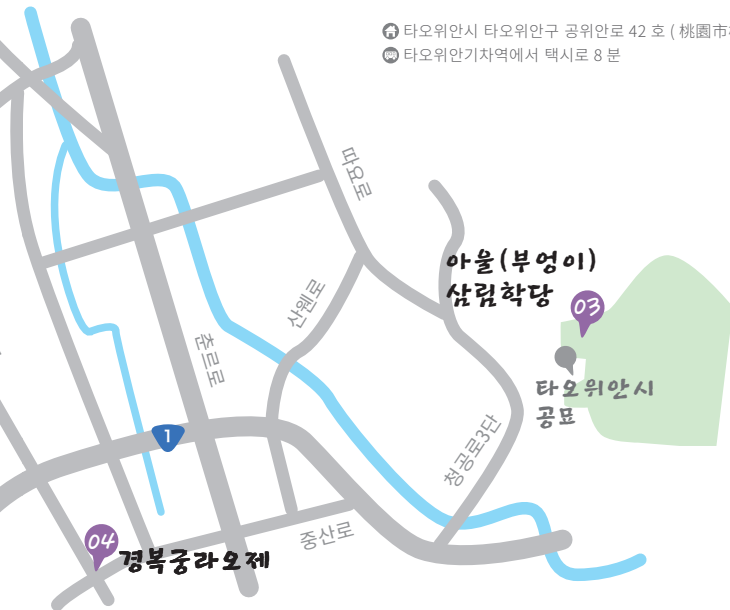 타오위안시 타오위안구 공위안로 42 호 ( 桃園市
타오위안기차역에서 택시로 8 분
따요로
아울(부엉이)
삼림학당
03
산웬로
춘르로
타오위안시
공묘
1
청공로3단
중산로
04
경복궁라오제